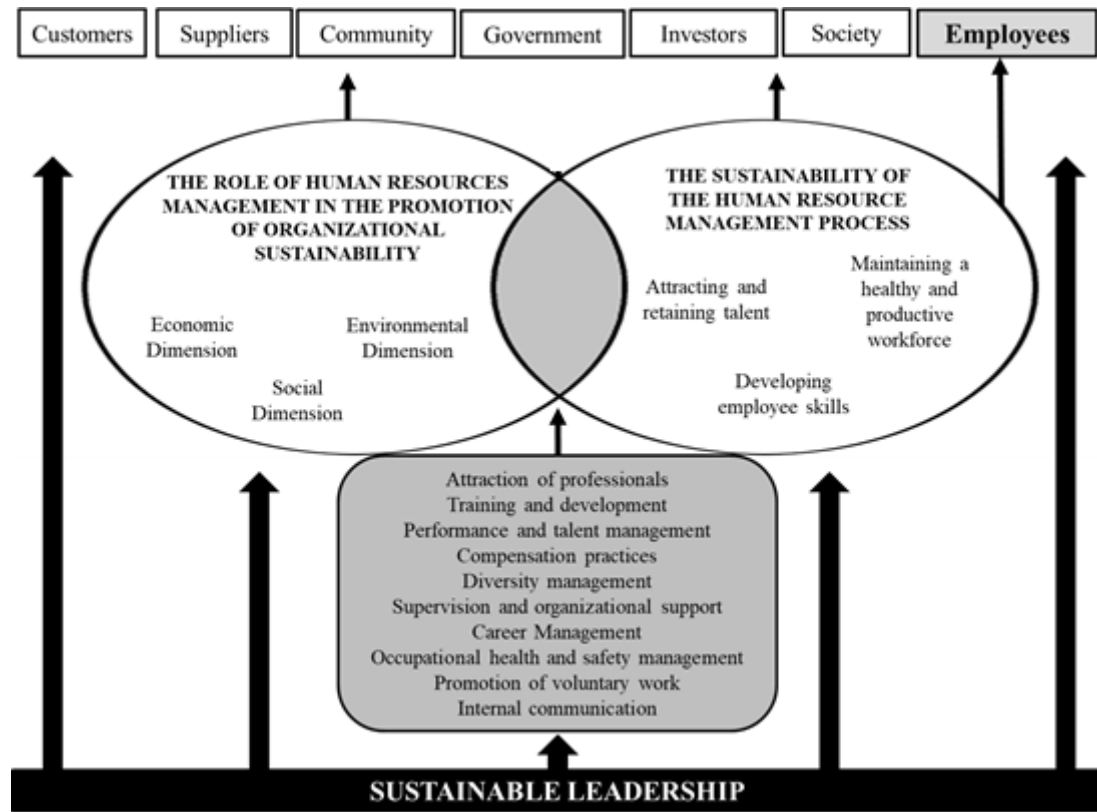 Customers
Suppliers
Community
Government
Investors
Society
Employees
THE ROLE OF HUMAN RESOURCES
MANAGEMENT IN THE PROMOTION
OF ORGANIZATIONAL
SUSTAINABILITY
Economic
Dimension
Environmental
Dimension
Social
Dimension
THE SUSTAINABILITY OF
THE HUMAN RESOURCE
MANAGEMENT PROCESS
Attracting and
retaining talent
Maintaining a
healthy and
productive
workforce
Developing
employee skills
Attraction of professionals
Training and development
Performance and talent management
Compensation practices
Diversity management
Supervision and organizational support
Career Management
Occupational health and safety management
Promotion of voluntary work
Internal communication
SUSTAINABLE LEADERSHIP